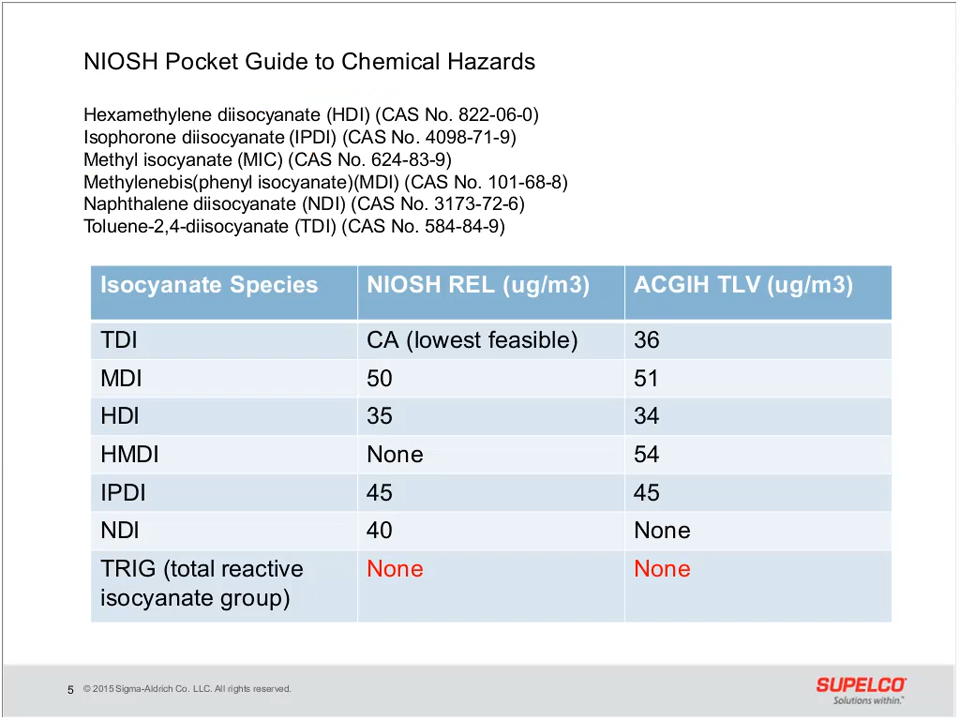 NIOSH Pocket Guide to Chemical Hazards
Hexamethylene diisocyanate (HDI) (CAS No. 822-06-0)
Isophorone diisocyanate (IPDI) (CAS No. 4098-71-9)
Methyl isocyanate (MIC) (CAS No. 624-83-9)
Methylenebis(phenyl isocyanate)(MDI) (CAS No. 101-68-8)
Naphthalene diisocyanate (NDI) (CAS No. 3173-72-6)
Toluene-2,4-diisocyanate (TDI) (CAS No. 584-84-9)
Isocyanate Species NIOSH REL (ug/m3) ACGIH TLV (ug/m3)
TDI CA (lowest feasible) 36
MDI 50 51
HDI 35 34
HMDI None 54
IPDI 45 45
NDI 40 None
TRIG (total reactive None None
isocyanate group)
5 © 2015 Sigma-Aldrich Co. LLC. All rights reserved.
SUPELCO
Solutions within.™